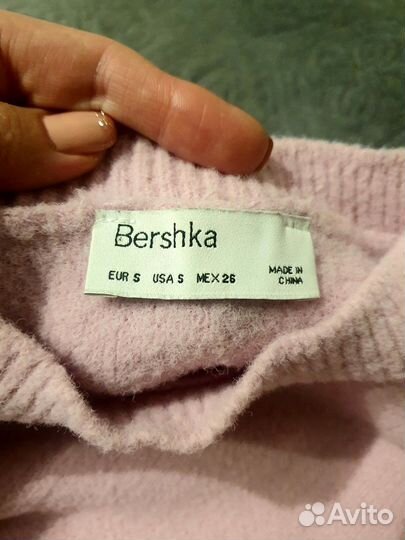 Bershka
EUR S USA S MEX 26 MADE IN CHINA
Avito